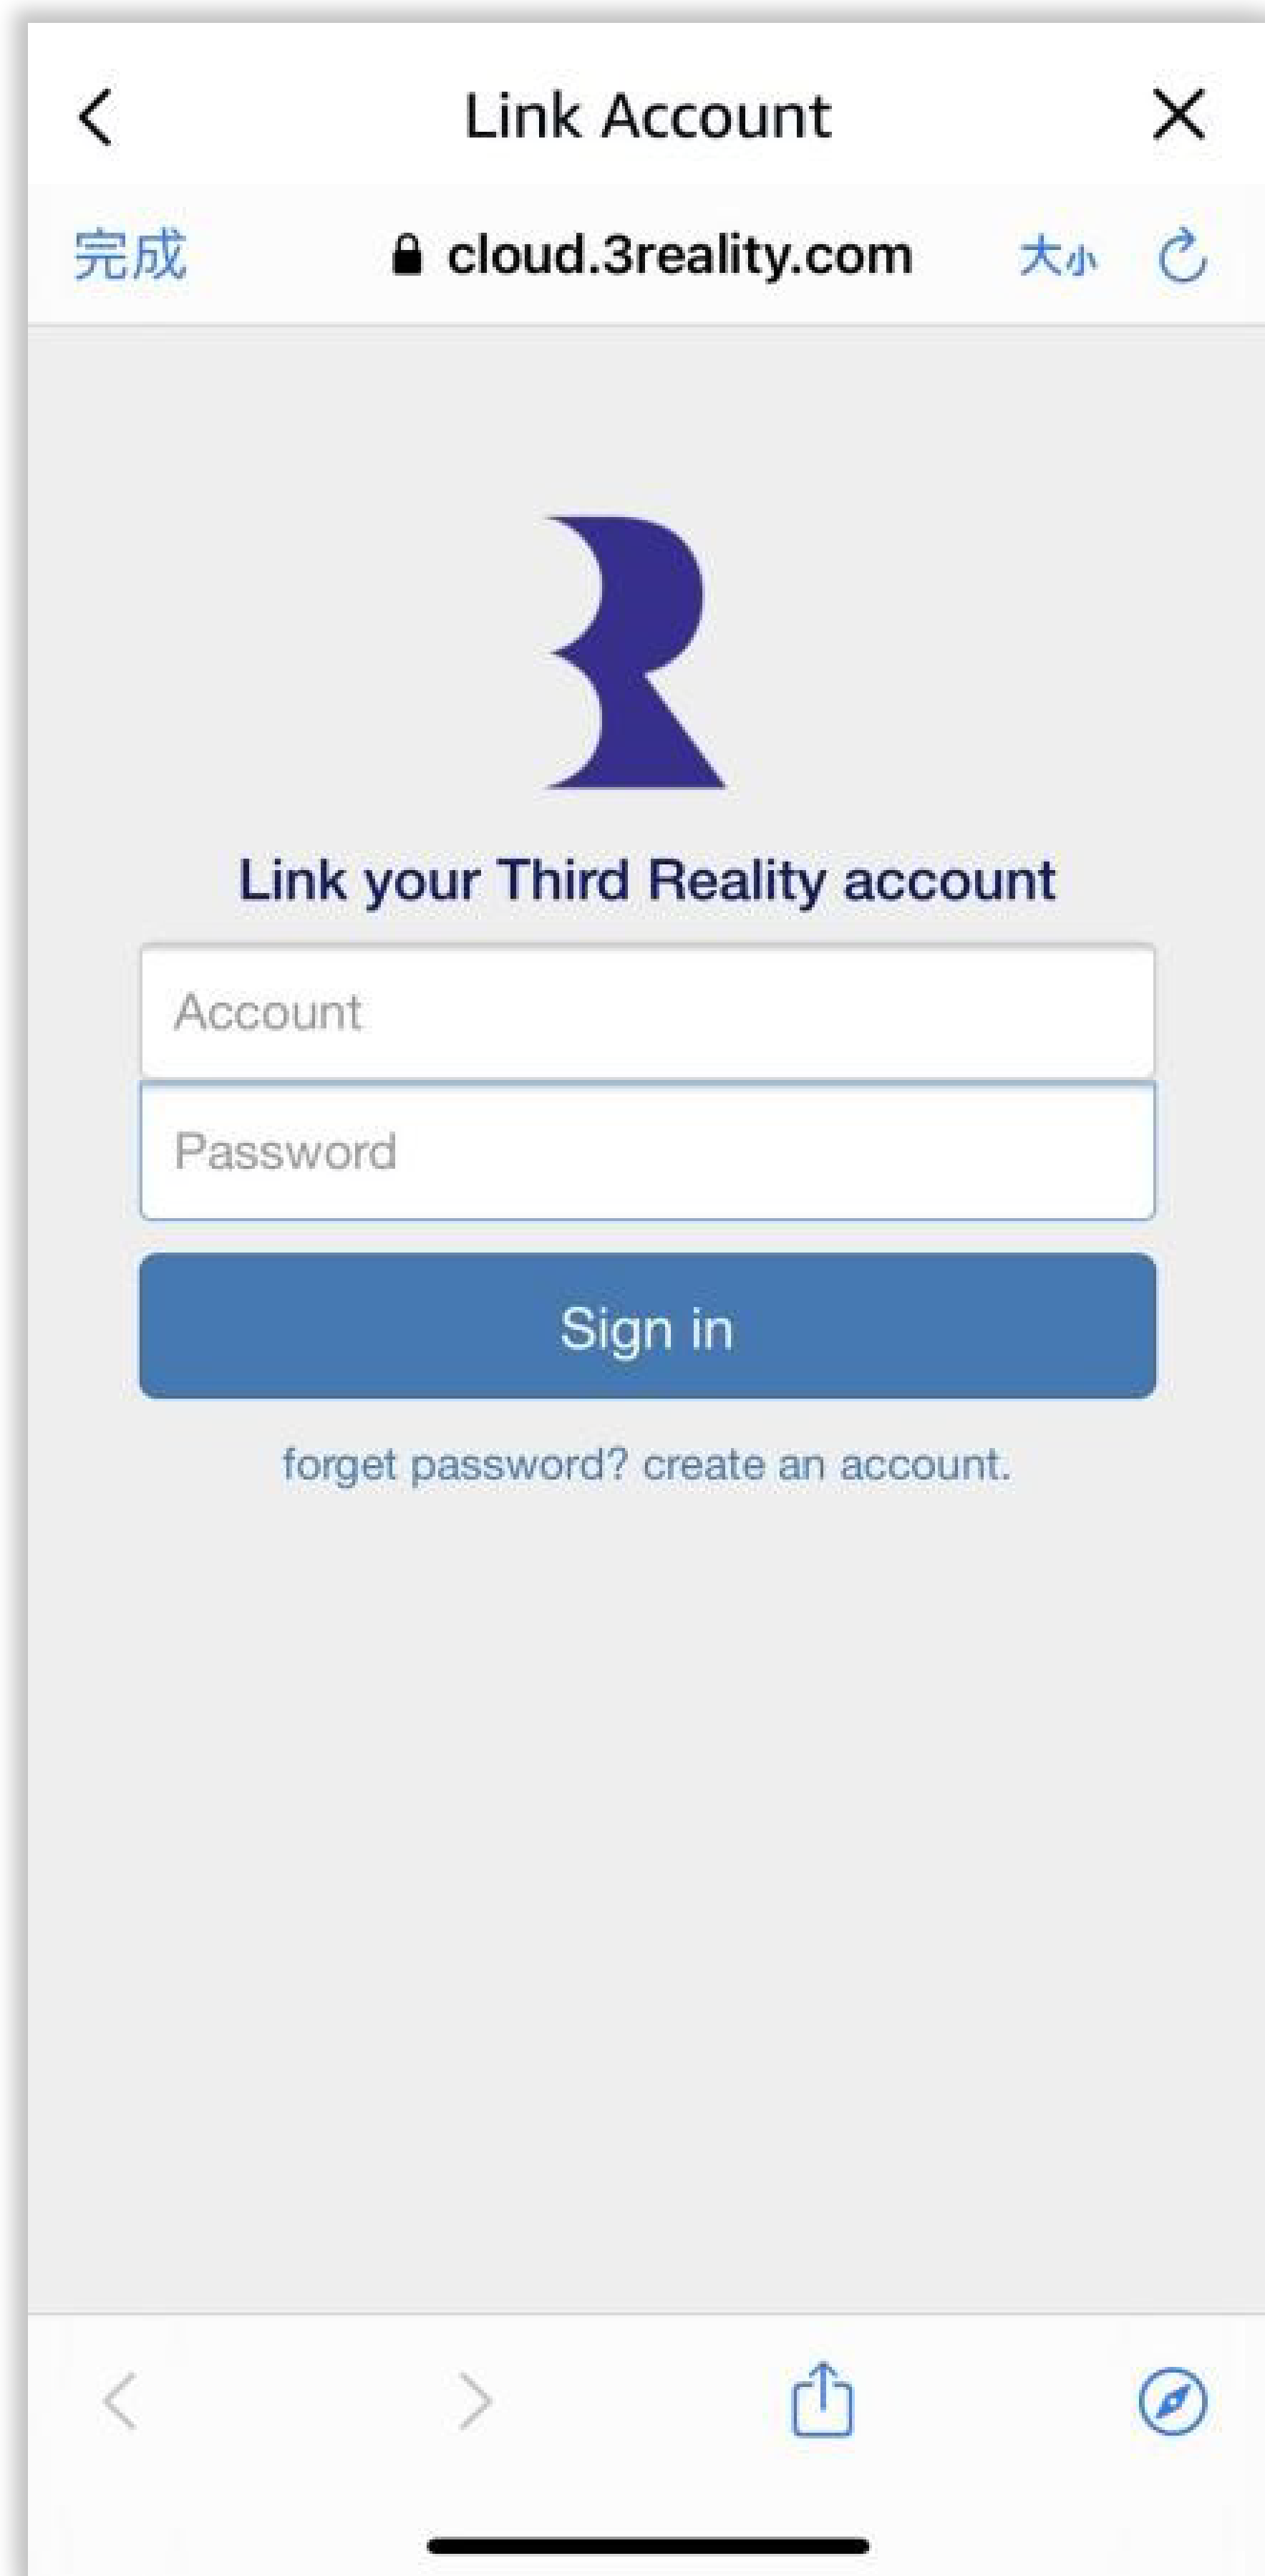 Link Account
完成 cloud.3reality.com 大小
Link your Third Reality account
Account
Password
Sign in
forget password? create an account.